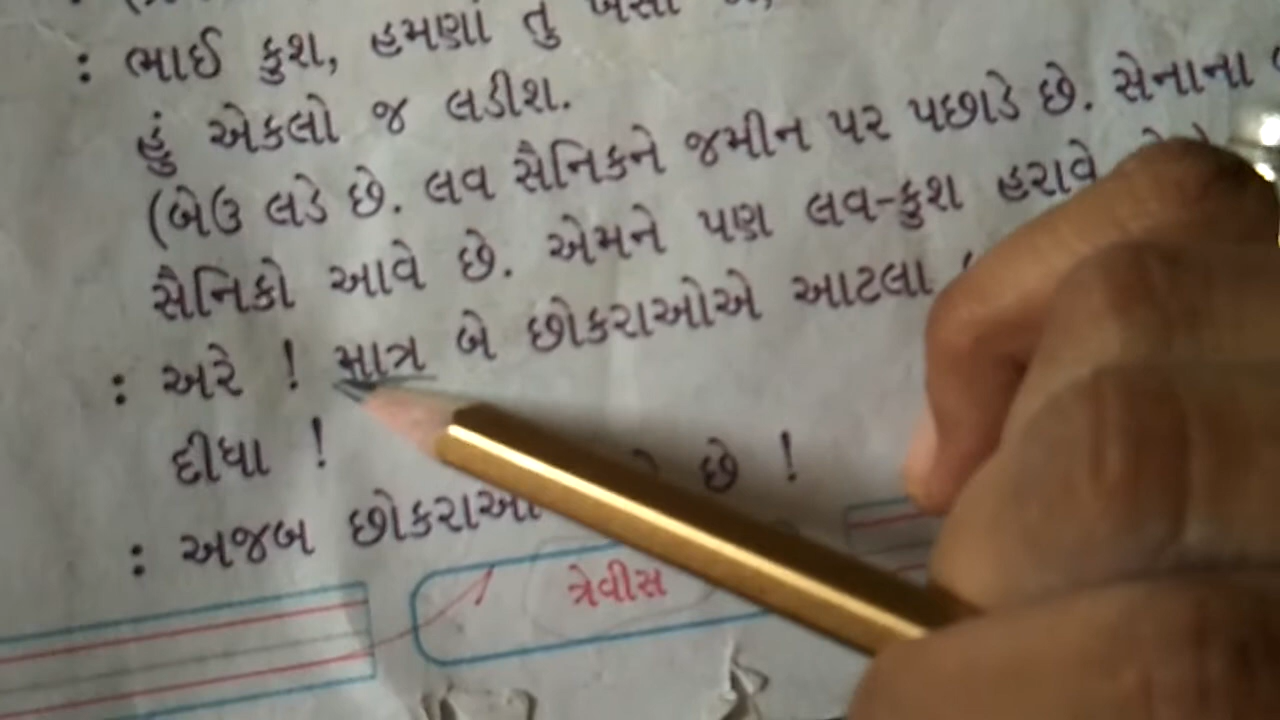 : ભાઈ કુશ, હમણાં તું
હું એકલો જ લડીશ.
(બેઉ લડે છે. લવ સૈનિકને જમીન પર પછાડે છે. સેનાના
સૈનિકો આવે છે. એમને પણ લવ-કુશ હરાવે
: અરે ! માત્ર બે છોકરાઓએ આટલા
દીધા !
: અજબ છોકરાઓ છે !
ત્રેવીસ